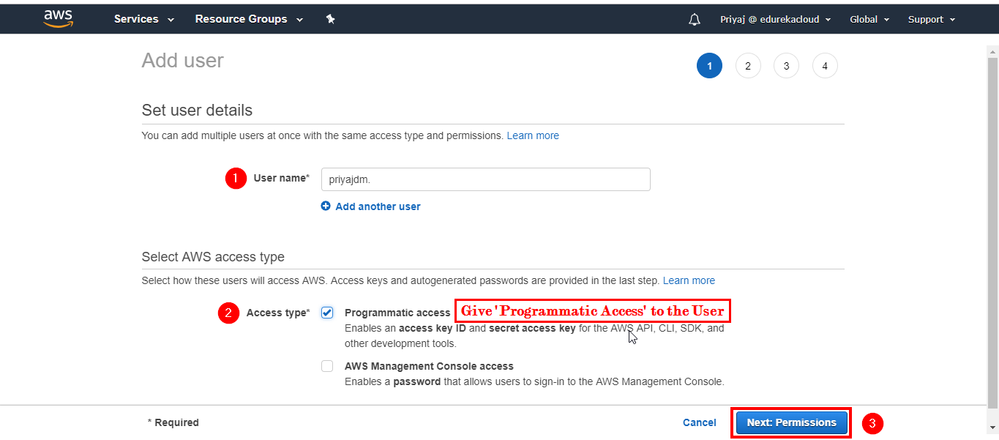 aws Services Resource Groups Priyaj @ edurekacloud Global Support
Add user 1 2 3 4
Set user details
You can add multiple users at once with the same access type and permissions. Learn more
1 User name* priyajdm.
Add another user
Select AWS access type
Select how these users will access AWS. Access keys and autogenerated passwords are provided in the last step. Learn more
2 Access type* Programmatic access Give 'Programmatic Access' to the User
Enables an access key ID and secret access key for the AWS API, CLI, SDK, and
other development tools.
AWS Management Console access
Enables a password that allows users to sign-in to the AWS Management Console.
* Required Cancel Next: Permissions 3